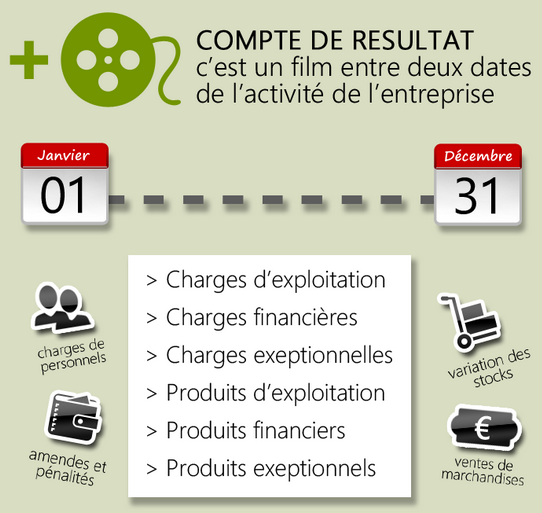 COMPTE DE RESULTAT
c'est un film entre deux dates
de l'activité de l'entreprise
Janvier
01
Décembre
31
> Charges d'exploitation
> Charges financières
> Charges exeptionnelles
> Produits d'exploitation
> Produits financiers
> Produits exeptionnels
charges de
personnels
amendes et
pénalités
variation des
stocks
€
ventes de
marchandises